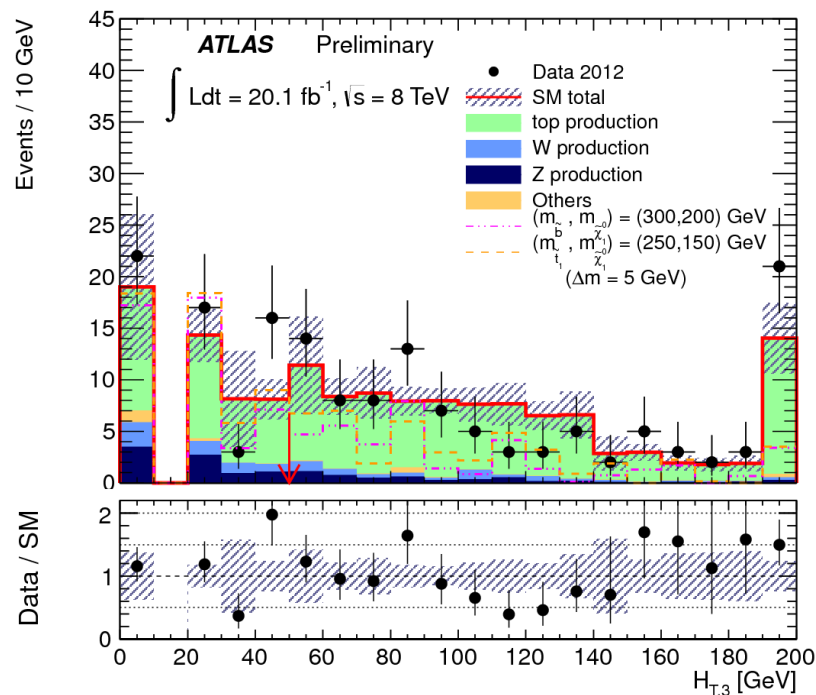 45
40
35
30
25
20
15
10
5
0
Events / 10 GeV
ATLAS Preliminary
∫ Ldt = 20.1 fb⁻¹, √s = 8 TeV
Data 2012
SM total
top production
W production
Z production
Others
(m_b̃ , m_χ̃⁰₁) = (300,200) GeV
(m_t̃₁ , m_χ̃⁰₁) = (250,150) GeV
(Δm = 5 GeV)
2
1
0
Data / SM
0 20 40 60 80 100 120 140 160 180 200
H_T,3 [GeV]